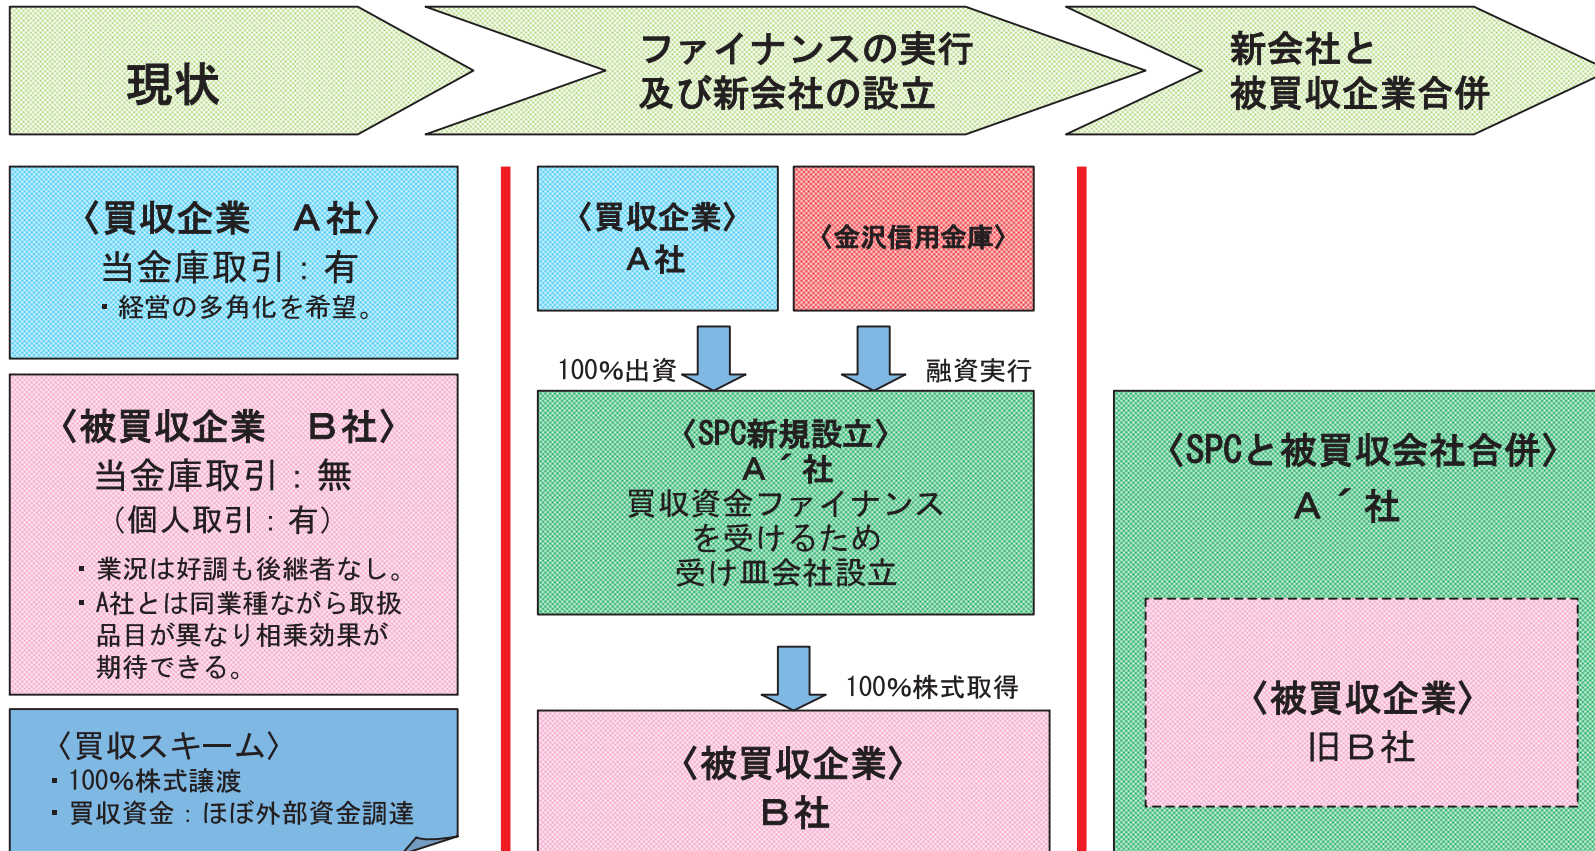 現状
ファイナンスの実行
及び新会社の設立
新会社と
被買収企業合併
〈買収企業　A社〉
当金庫取引：有
・経営の多角化を希望。
〈被買収企業　B社〉
当金庫取引：無
（個人取引：有）
・業況は好調も後継者なし。
・A社とは同業種ながら取扱
品目が異なり相乗効果が
期待できる。
〈買収スキーム〉
・100%株式譲渡
・買収資金：ほぼ外部資金調達
〈買収企業〉
A社
〈金沢信用金庫〉
100%出資
融資実行
〈SPC新規設立〉
A´社
買収資金ファイナンス
を受けるため
受け皿会社設立
100%株式取得
〈被買収企業〉
B社
〈SPCと被買収会社合併〉
A´社
〈被買収企業〉
旧B社